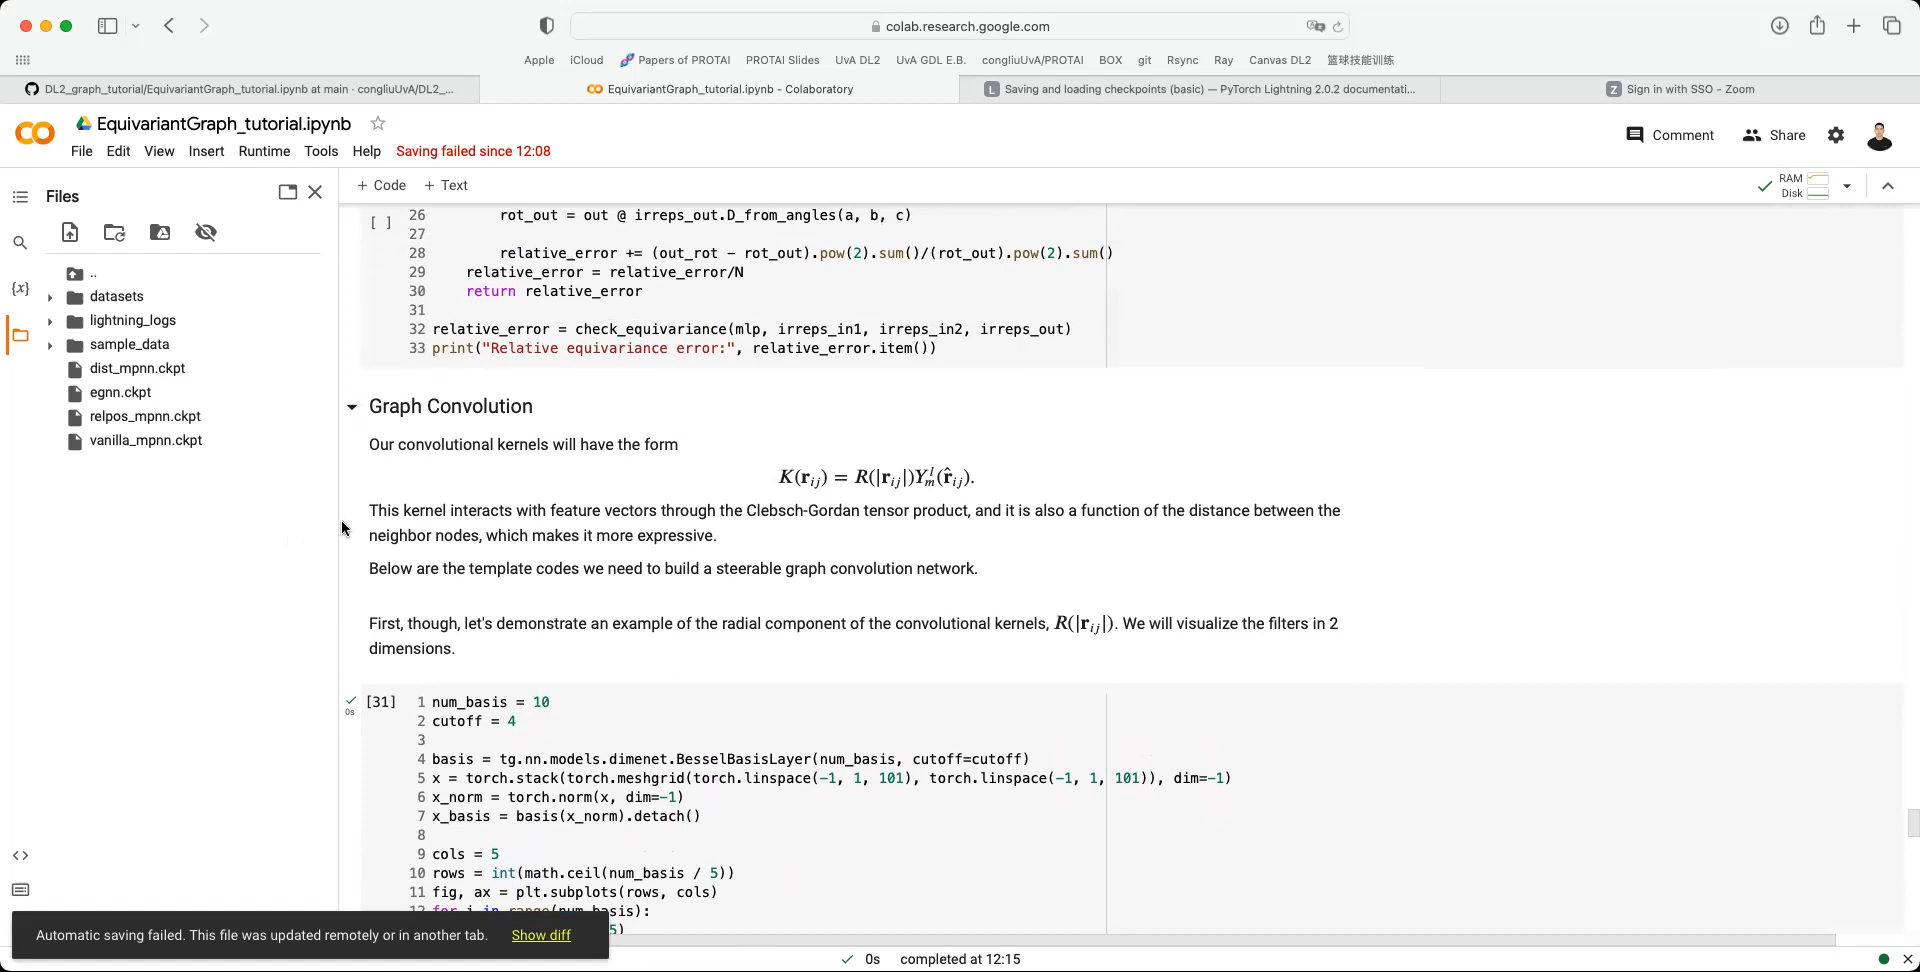 colab.research.google.com
Apple iCloud Papers of PROTAI PROTAI Slides UvA DL2 UvA GDL E.B. congliuUvA/PROTAI BOX git Rsync Ray Canvas DL2 篮球技能训练
DL2_graph_tutorial/EquivariantGraph_tutorial.ipynb at main · congliuUvA/DL2_...
EquivariantGraph_tutorial.ipynb - Colaboratory
L Saving and loading checkpoints (basic) — PyTorch Lightning 2.0.2 documentati...
Z Sign in with SSO - Zoom
EquivariantGraph_tutorial.ipynb
Comment Share
File Edit View Insert Runtime Tools Help Saving failed since 12:08
Files
+ Code + Text
RAM
Disk
{x}
..
datasets
lightning_logs
sample_data
dist_mpnn.ckpt
egnn.ckpt
relpos_mpnn.ckpt
vanilla_mpnn.ckpt
[ ]
26 rot_out = out @ irreps_out.D_from_angles(a, b, c)
27
28 relative_error += (out_rot - rot_out).pow(2).sum()/(rot_out).pow(2).sum()
29 relative_error = relative_error/N
30 return relative_error
31
32 relative_error = check_equivariance(mlp, irreps_in1, irreps_in2, irreps_out)
33 print("Relative equivariance error:", relative_error.item())
Graph Convolution
Our convolutional kernels will have the form
K(r_ij) = R(|r_ij|)Y_m^l(r̂_ij).
This kernel interacts with feature vectors through the Clebsch-Gordan tensor product, and it is also a function of the distance between the
neighbor nodes, which makes it more expressive.
Below are the template codes we need to build a steerable graph convolution network.
First, though, let's demonstrate an example of the radial component of the convolutional kernels, R(|r_ij|). We will visualize the filters in 2
dimensions.
0s
[31] 1 num_basis = 10
2 cutoff = 4
3
4 basis = tg.nn.models.dimenet.BesselBasisLayer(num_basis, cutoff=cutoff)
5 x = torch.stack(torch.meshgrid(torch.linspace(-1, 1, 101), torch.linspace(-1, 1, 101)), dim=-1)
6 x_norm = torch.norm(x, dim=-1)
7 x_basis = basis(x_norm).detach()
8
9 cols = 5
10 rows = int(math.ceil(num_basis / 5))
11 fig, ax = plt.subplots(rows, cols)
12 for i in range(num_basis):
5)
Automatic saving failed. This file was updated remotely or in another tab. Show diff
0s completed at 12:15